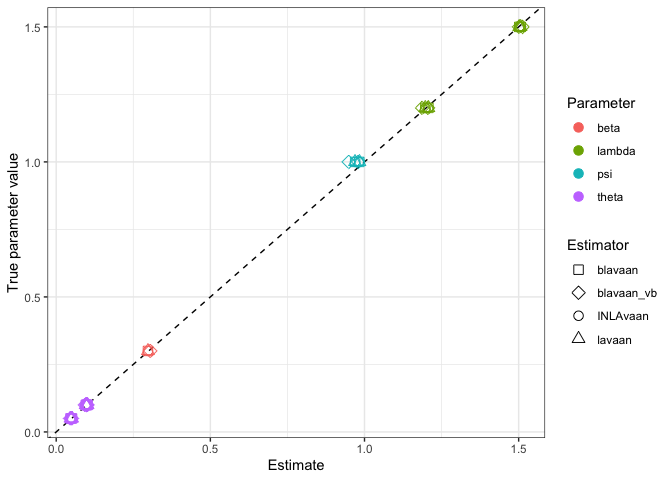 1.5
1.0
0.5
0.0
True parameter value
0.0
0.5
1.0
1.5
Estimate
Parameter
beta
lambda
psi
theta
Estimator
blavaan
blavaan_vb
INLAvaan
lavaan